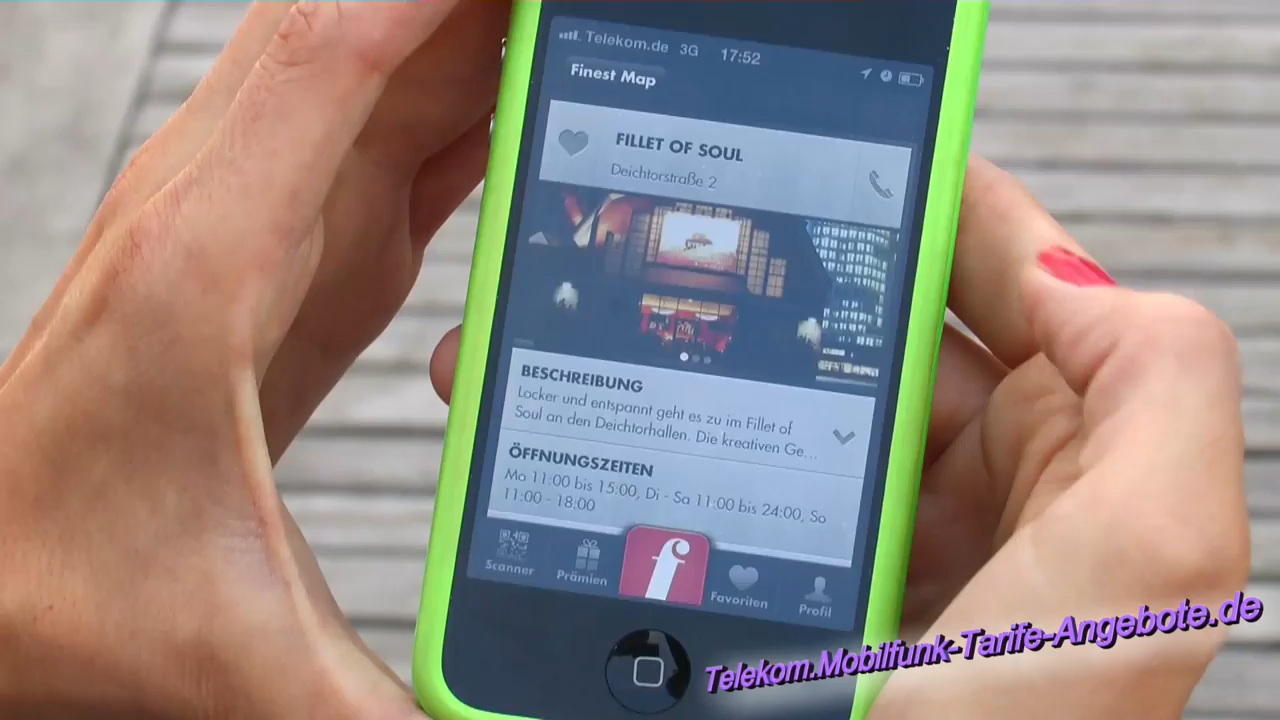 Telekom.de 3G 17:52
Finest Map
FILLET OF SOUL
Deichtorstraße 2
BESCHREIBUNG
Locker und entspannt geht es zu im Fillet of
Soul an den Deichtorhallen. Die kreativen Ge...
ÖFFNUNGSZEITEN
Mo 11:00 bis 15:00, Di - Sa 11:00 bis 24:00, So
11:00 - 18:00
Scanner Prämien f Favoriten Profil
Telekom.Mobilfunk-Tarife-Angebote.de